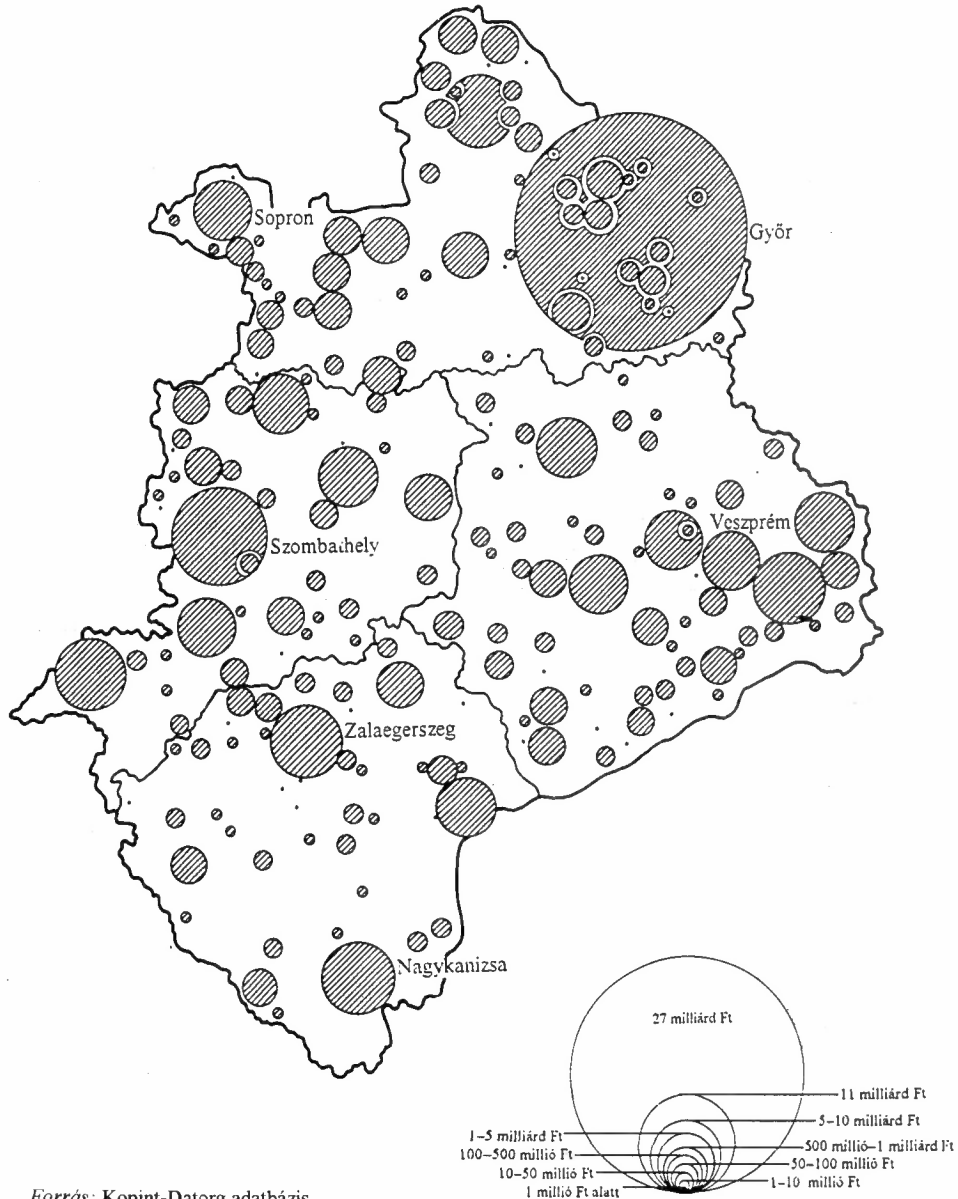 Sopron
Győr
Veszprém
Szombathely
Zalaegerszeg
Nagykanizsa
27 milliárd Ft
11 milliárd Ft
5–10 milliárd Ft
1–5 milliárd Ft
500 millió–1 milliárd Ft
100–500 millió Ft
50–100 millió Ft
10–50 millió Ft
1–10 millió Ft
1 millió Ft alatt
Forrás: Kopint-Datorg adatbázis